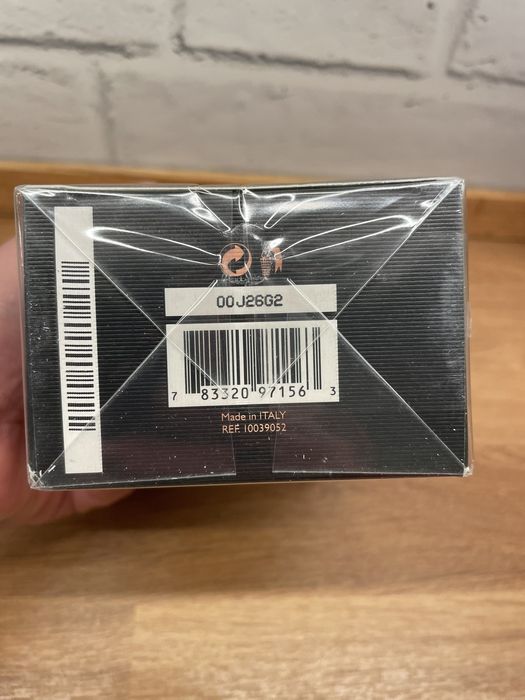 00J26G2
7 83320 97156 3
Made in ITALY
REF. 10039052